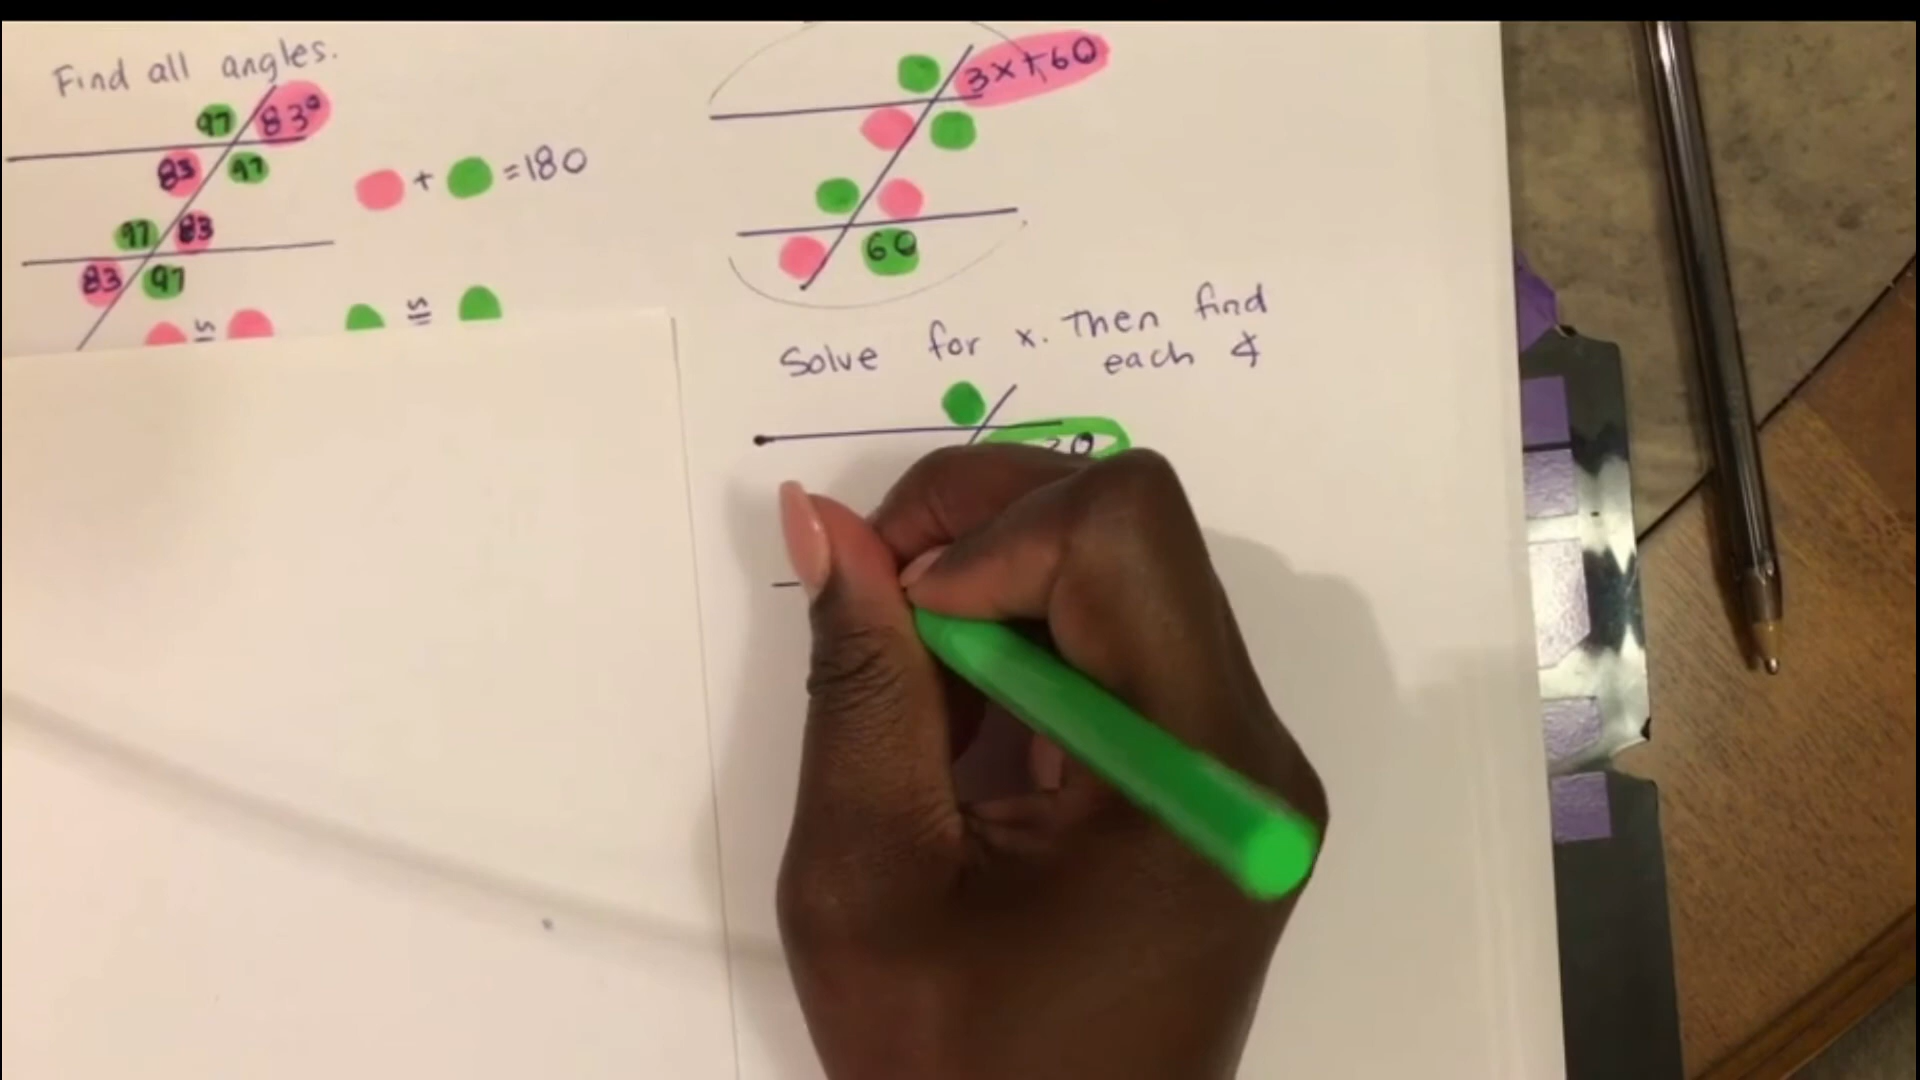 Find all angles.
97 83°
83 97
+ = 180
97 83
83 97
≅ ≅
3x+60
60
Solve for x. Then find
each ∡